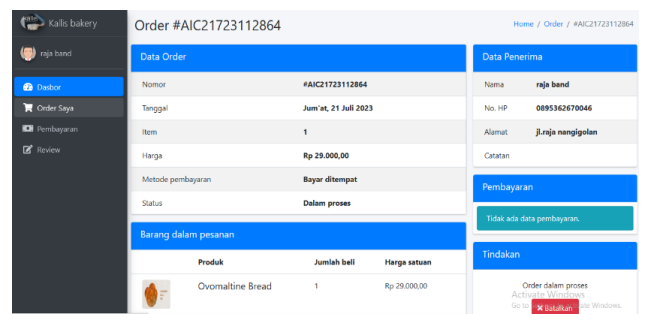 Kallis bakery
raja band
Dasbor
Order Saya
Pembayaran
Review
Order #AIC21723112864
Home / Order / #AIC21723112864
Data Order
Nomor #AIC21723112864
Tanggal Jum'at, 21 Juli 2023
Item 1
Harga Rp 29.000,00
Metode pembayaran Bayar ditempat
Status Dalam proses
Barang dalam pesanan
Produk Jumlah beli Harga satuan
Ovomaltine Bread 1 Rp 29.000,00
Data Penerima
Nama raja band
No. HP 0895362670046
Alamat jl.raja nangigolan
Catatan
Pembayaran
Tidak ada data pembayaran.
Tindakan
Order dalam proses
Activate Windows
Go to
Batalkan
Windows.